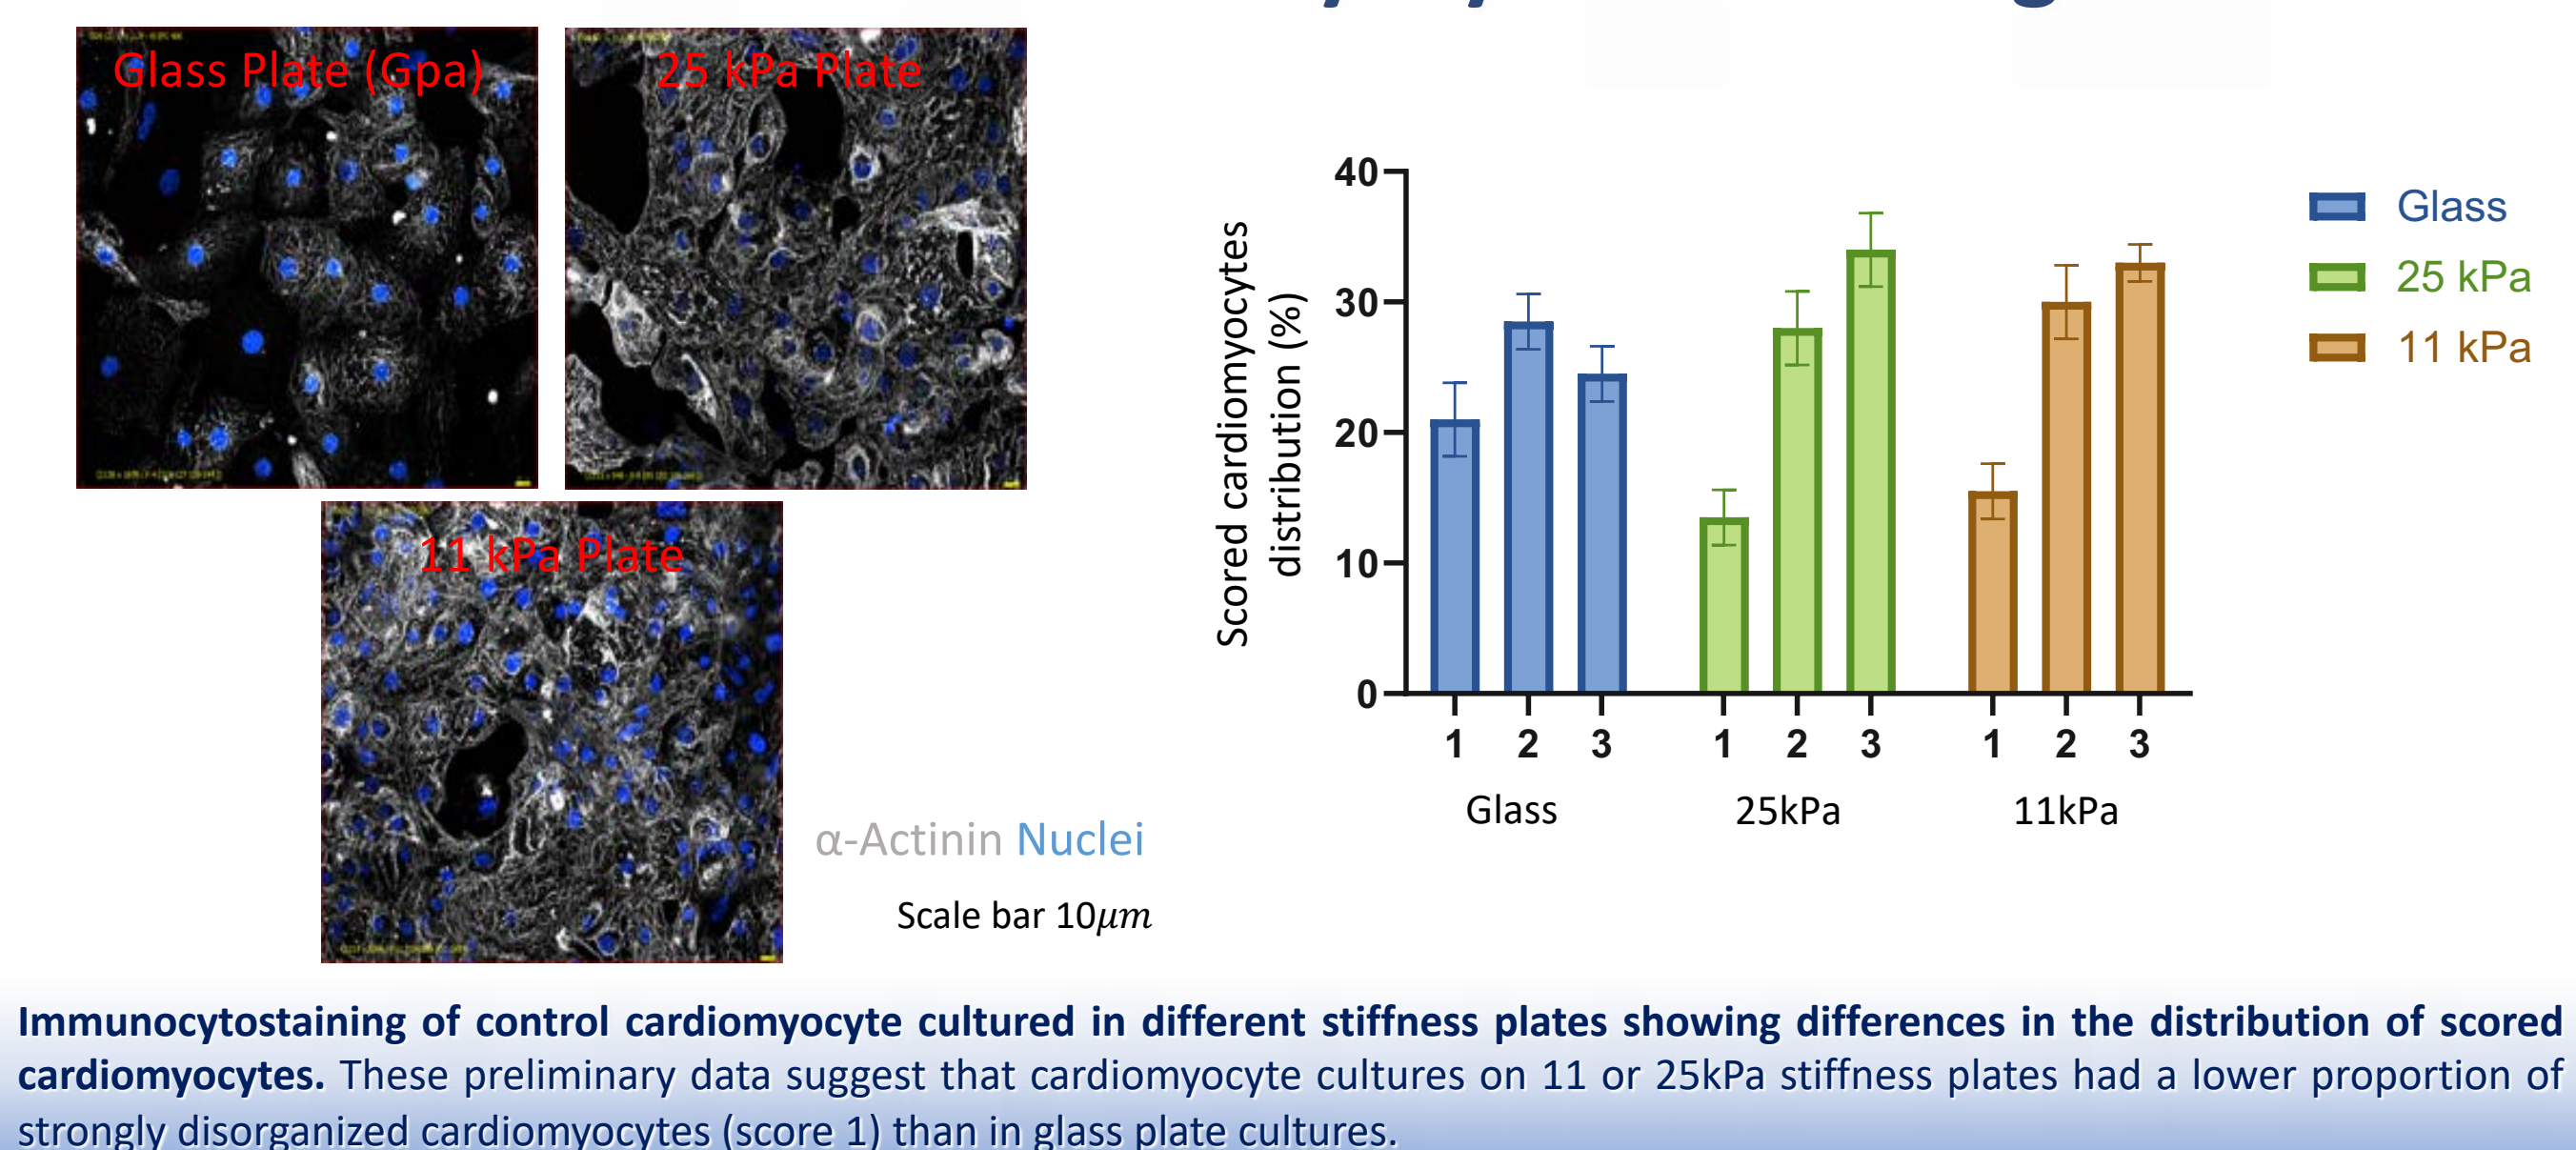 Glass Plate (Gpa)
25 kPa Plate
11 kPa Plate
α-Actinin Nuclei
Scale bar 10μm
Scored cardiomyocytes
distribution (%)
40
30
20
10
0
1 2 3 1 2 3 1 2 3
Glass 25kPa 11kPa
Glass
25 kPa
11 kPa
Immunocytostaining of control cardiomyocyte cultured in different stiffness plates showing differences in the distribution of scored
cardiomyocytes. These preliminary data suggest that cardiomyocyte cultures on 11 or 25kPa stiffness plates had a lower proportion of
strongly disorganized cardiomyocytes (score 1) than in glass plate cultures.